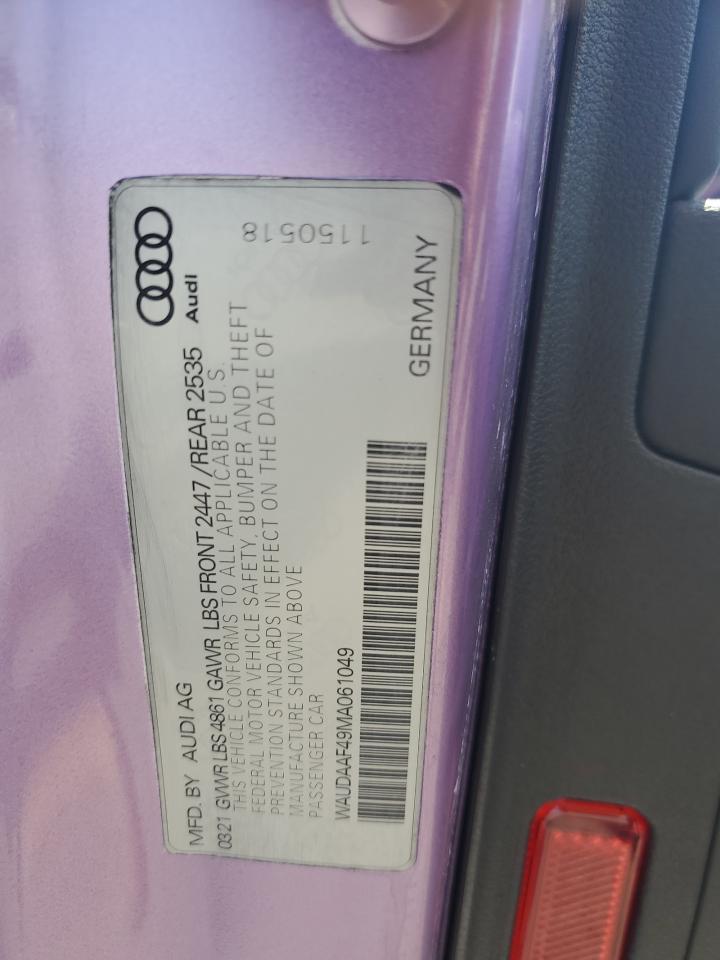 MFD. BY AUDI AG
0321 GVWR LBS 4861 GAWR LBS FRONT 2447 /REAR 2535
Audi
THIS VEHICLE CONFORMS TO ALL APPLICABLE U.S.
FEDERAL MOTOR VEHICLE SAFETY, BUMPER AND THEFT
PREVENTION STANDARDS IN EFFECT ON THE DATE OF
MANUFACTURE SHOWN ABOVE
PASSENGER CAR
WAUDAAF49MA061049
1150518
GERMANY